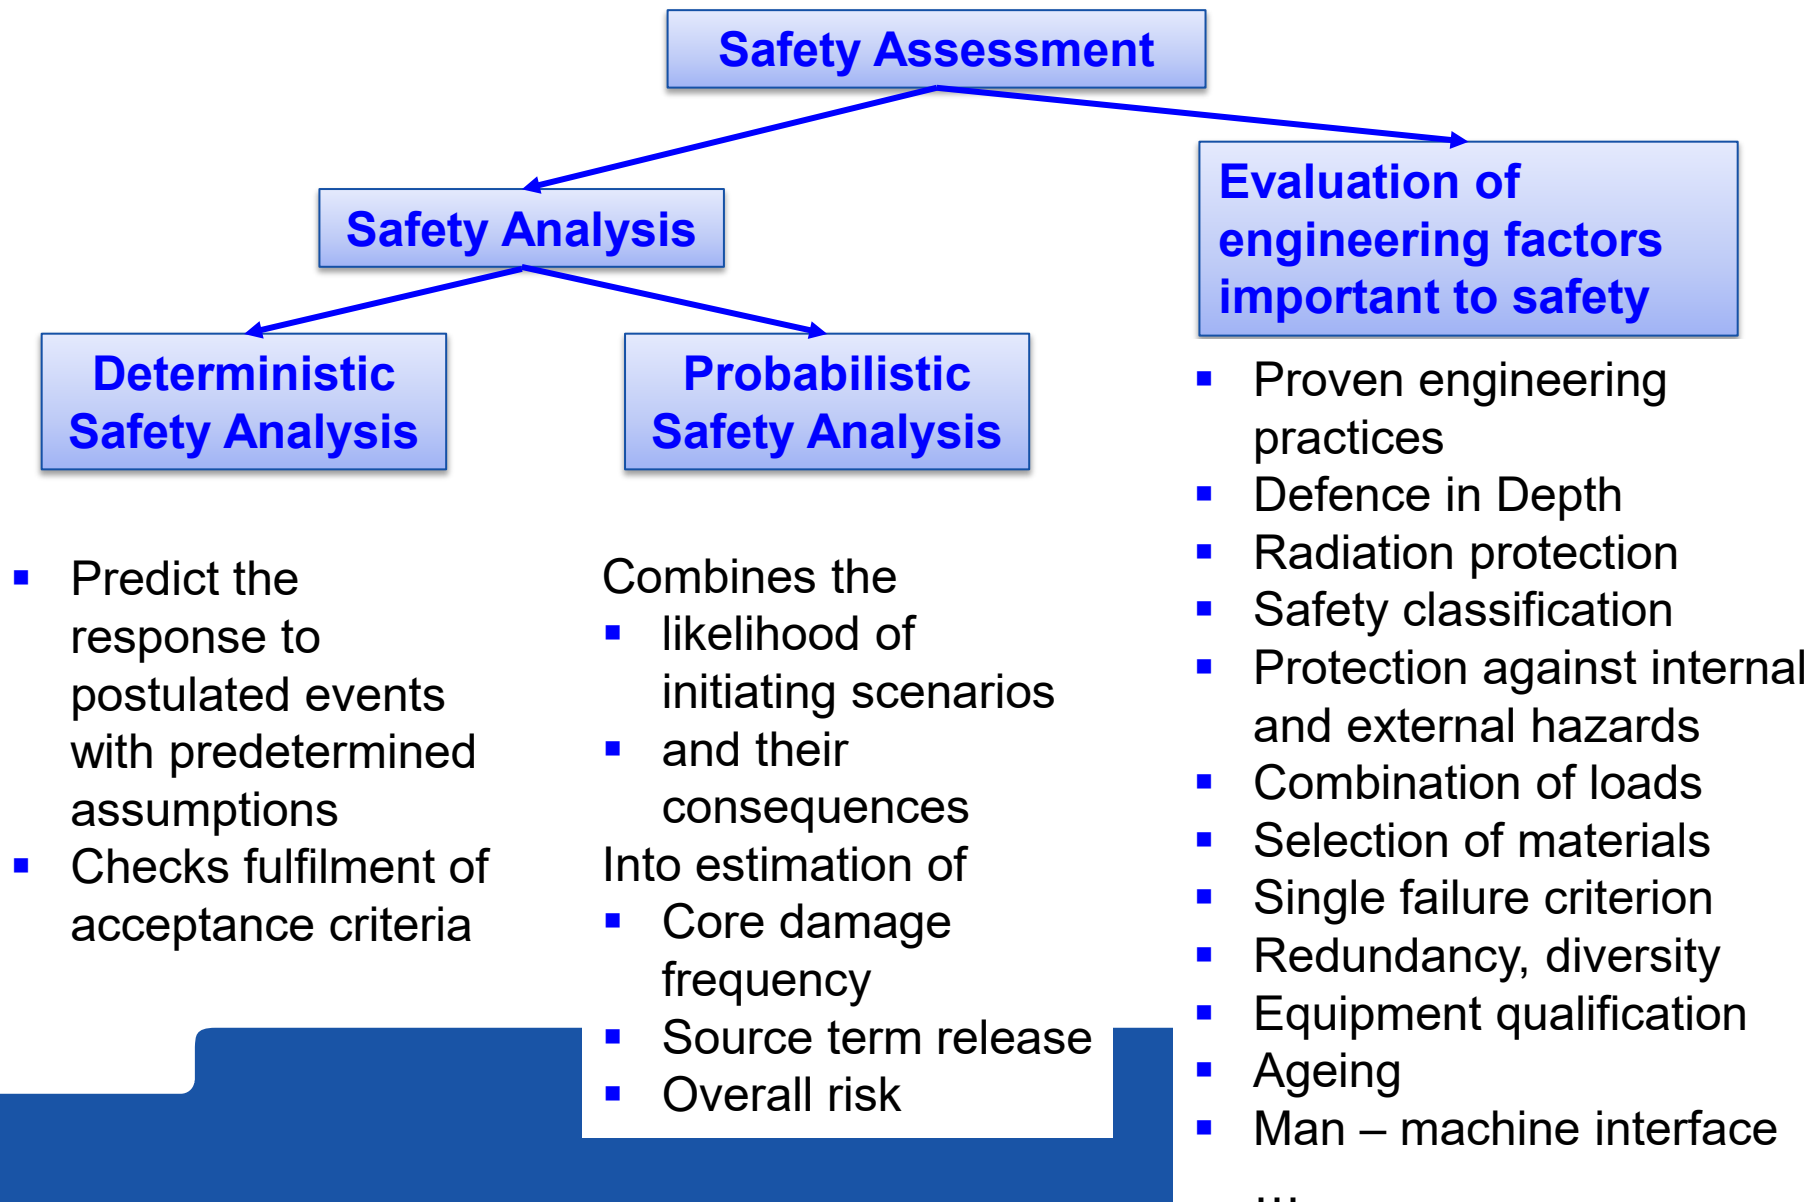 Safety Assessment
Safety Analysis
Evaluation of
engineering factors
important to safety
Deterministic
Safety Analysis
Probabilistic
Safety Analysis
▪ Predict the
response to
postulated events
with predetermined
assumptions
▪ Checks fulfilment of
acceptance criteria
Combines the
▪ likelihood of
initiating scenarios
▪ and their
consequences
Into estimation of
▪ Core damage
frequency
▪ Source term release
▪ Overall risk
▪ Proven engineering
practices
▪ Defence in Depth
▪ Radiation protection
▪ Safety classification
▪ Protection against internal
and external hazards
▪ Combination of loads
▪ Selection of materials
▪ Single failure criterion
▪ Redundancy, diversity
▪ Equipment qualification
▪ Ageing
▪ Man – machine interface
...